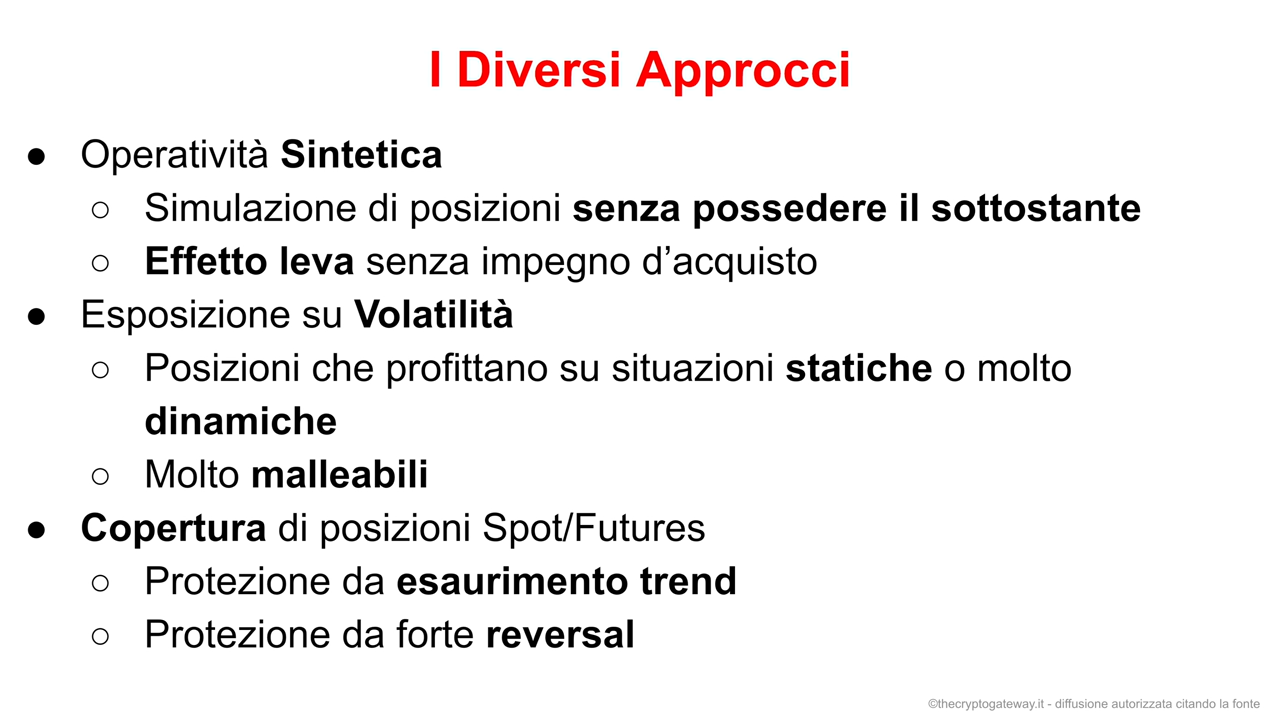 I Diversi Approcci
● Operatività Sintetica
○ Simulazione di posizioni senza possedere il sottostante
○ Effetto leva senza impegno d’acquisto
● Esposizione su Volatilità
○ Posizioni che profittano su situazioni statiche o molto
dinamiche
○ Molto malleabili
● Copertura di posizioni Spot/Futures
○ Protezione da esaurimento trend
○ Protezione da forte reversal
©thecryptogateway.it - diffusione autorizzata citando la fonte